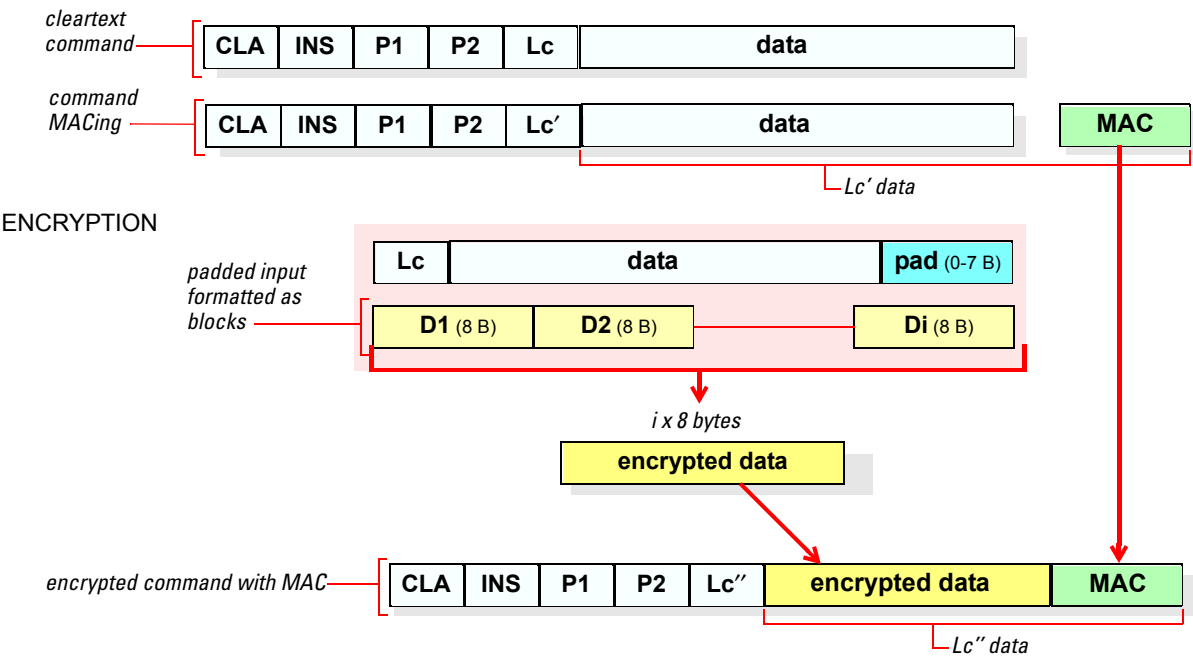 cleartext
command
CLA INS P1 P2 Lc data
command
MACing
CLA INS P1 P2 Lc′ data MAC
Lc′ data
ENCRYPTION
padded input
formatted as
blocks
Lc data pad (0-7 B)
D1 (8 B) D2 (8 B) Di (8 B)
i x 8 bytes
encrypted data
encrypted command with MAC
CLA INS P1 P2 Lc′′ encrypted data MAC
Lc′′ data